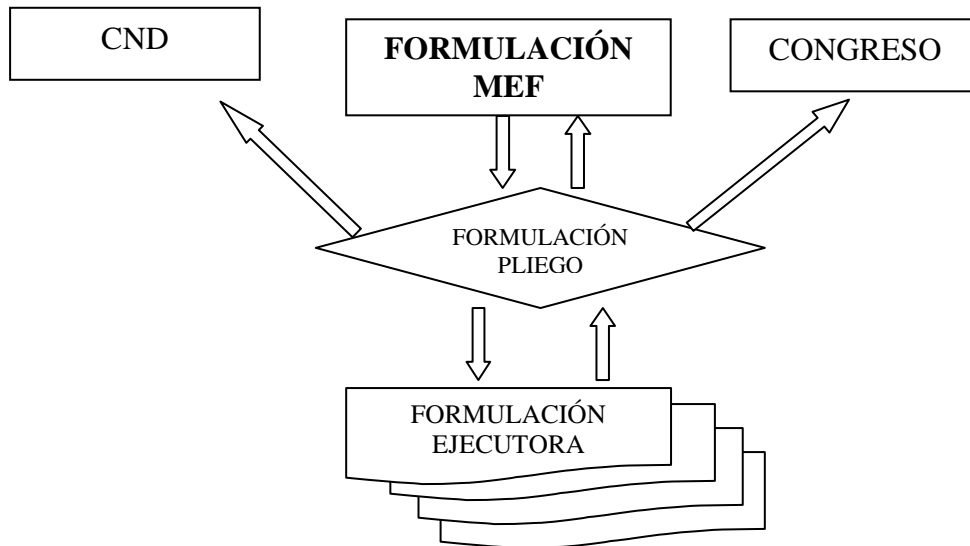 CND
FORMULACIÓN
MEF
CONGRESO
FORMULACIÓN
PLIEGO
FORMULACIÓN
EJECUTORA